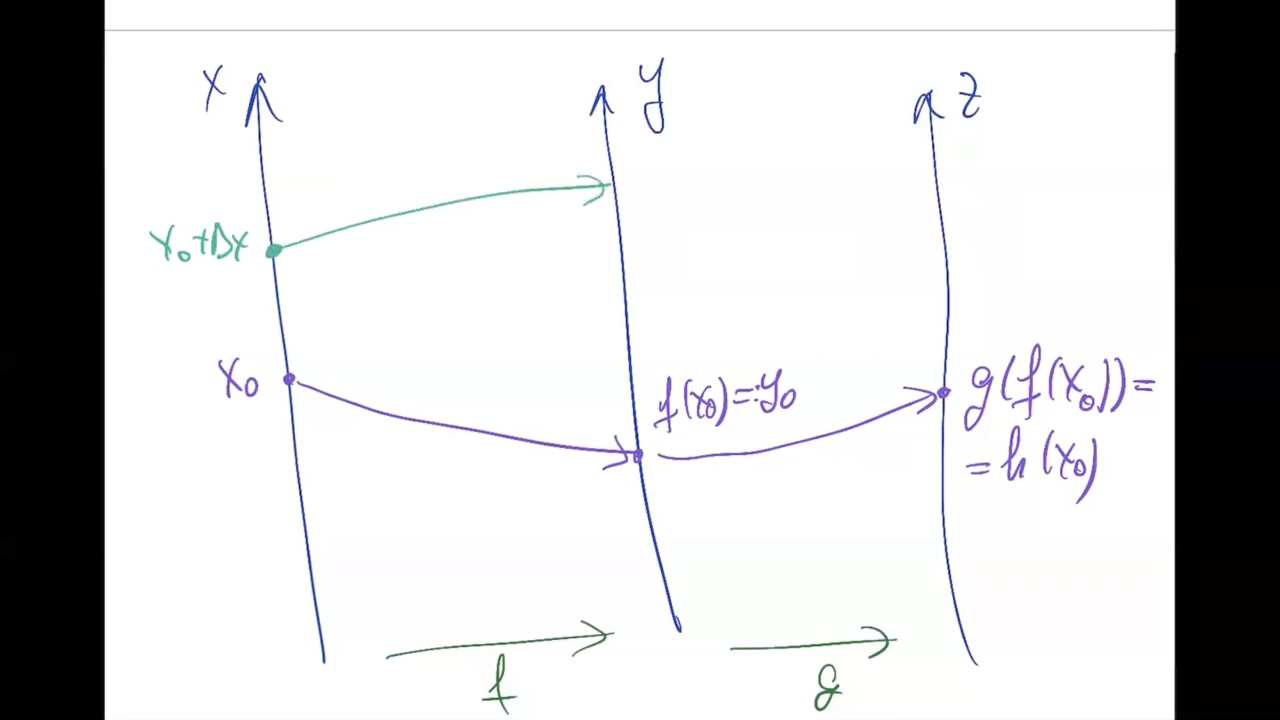 x
y
z
x₀+Δx
x₀
f(x₀)=:y₀
g(f(x₀))=
=h(x₀)
f
g